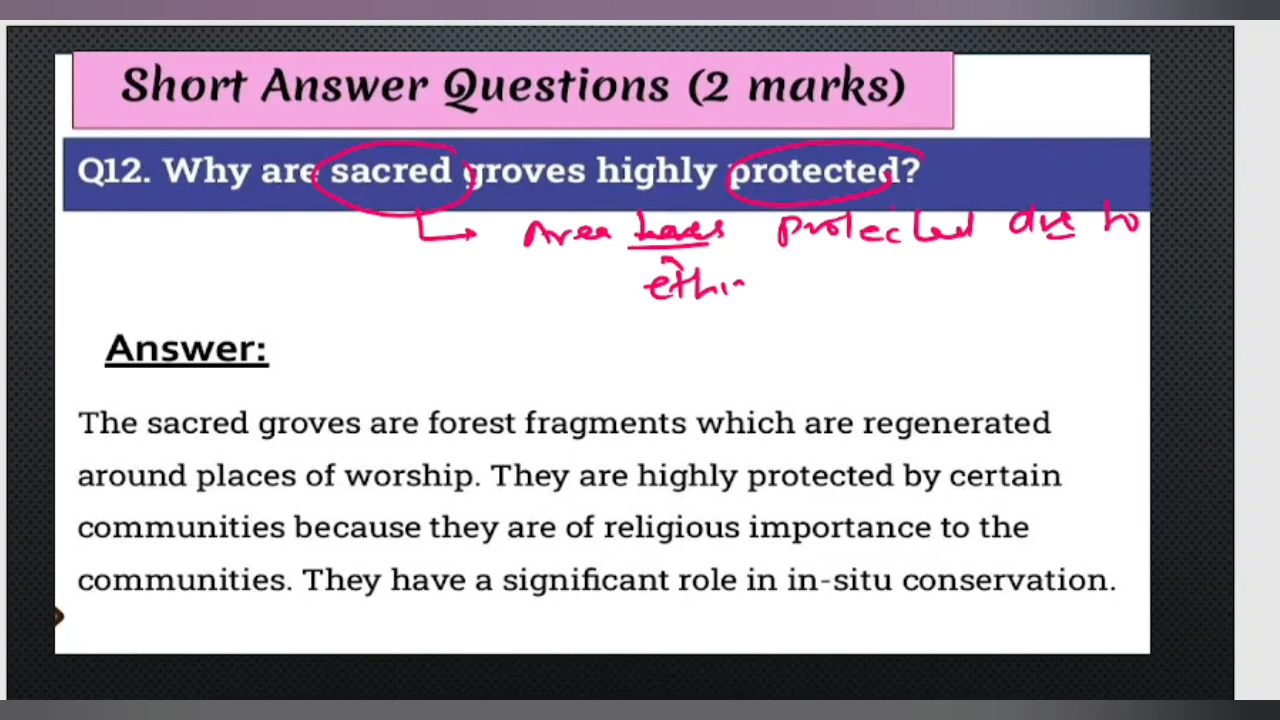 Short Answer Questions (2 marks)
Q12. Why are sacred groves highly protected?
Area protected due to
ethi
Answer:
The sacred groves are forest fragments which are regenerated
around places of worship. They are highly protected by certain
communities because they are of religious importance to the
communities. They have a significant role in in-situ conservation.